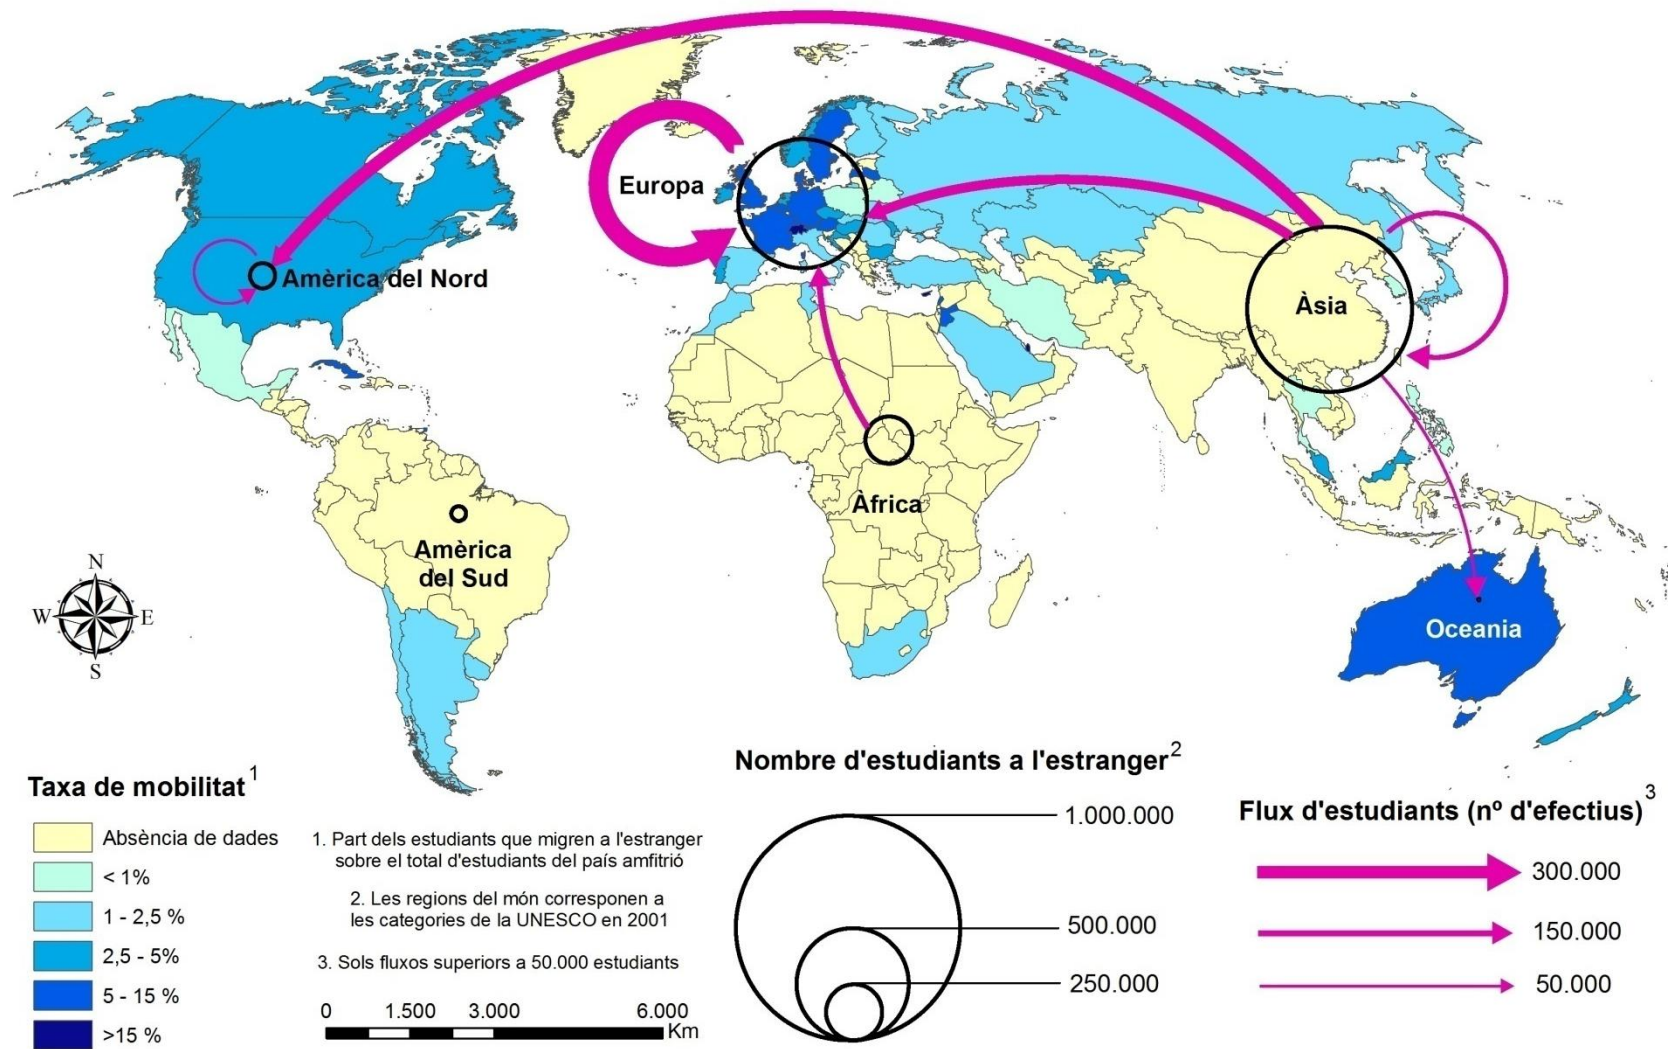 Europa
Amèrica del Nord
Àsia
Àfrica
Amèrica
del Sud
Oceania
N
W
E
S
Taxa de mobilitat 1
Absència de dades
< 1%
1 - 2,5 %
2,5 - 5%
5 - 15 %
>15 %
1. Part dels estudiants que migren a l'estranger
sobre el total d'estudiants del país amfitrió
2. Les regions del món corresponen a
les categories de la UNESCO en 2001
3. Sols fluxos superiors a 50.000 estudiants
0 1.500 3.000 6.000
Km
Nombre d'estudiants a l'estranger 2
1.000.000
500.000
250.000
Flux d'estudiants (nº d'efectius) 3
300.000
150.000
50.000